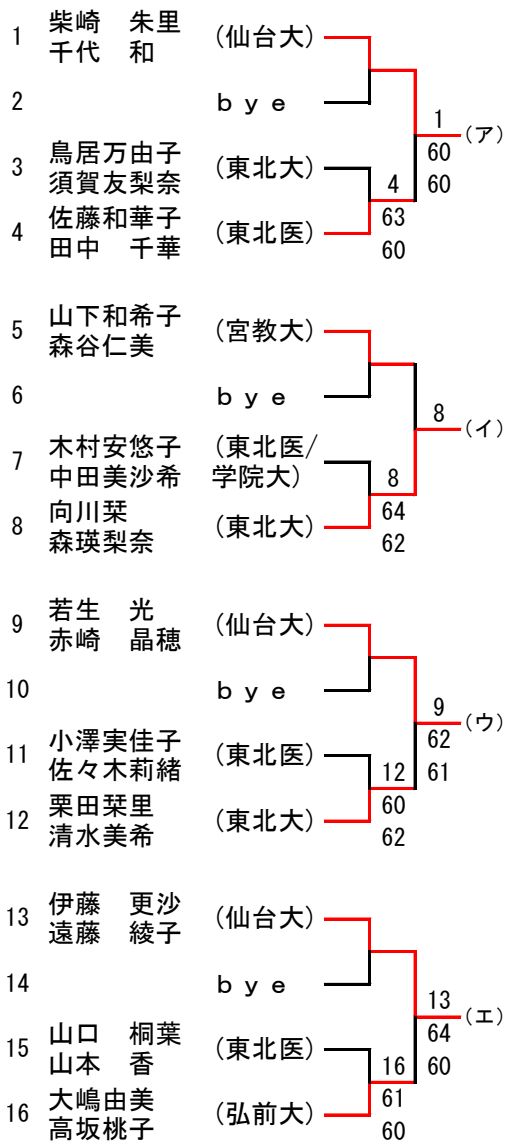 1 柴崎　朱里 (仙台大)
千代　和
2 ｂｙｅ
1 (ア)
60
60
3 鳥居万由子 (東北大)
須賀友梨奈
4
63
60
4 佐藤和華子 (東北医)
田中　千華
5 山下和希子 (宮教大)
森谷仁美
6 ｂｙｅ
8 (イ)
7 木村安悠子 (東北医/
中田美沙希 学院大)
8
64
62
8 向川栞 (東北大)
森瑛梨奈
9 若生　光 (仙台大)
赤崎　晶穂
10 ｂｙｅ
9 (ウ)
62
61
11 小澤実佳子 (東北医)
佐々木莉緒
12
60
62
12 栗田栞里 (東北大)
清水美希
13 伊藤　更沙 (仙台大)
遠藤　綾子
14 ｂｙｅ
13 (エ)
64
60
15 山口　桐葉 (東北医)
山本　香
16
61
60
16 大嶋由美 (弘前大)
高坂桃子